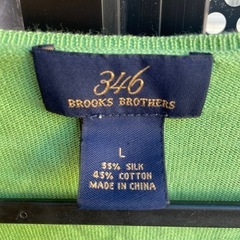 346
BROOKS BROTHERS
L
55% SILK
45% COTTON
MADE IN CHINA